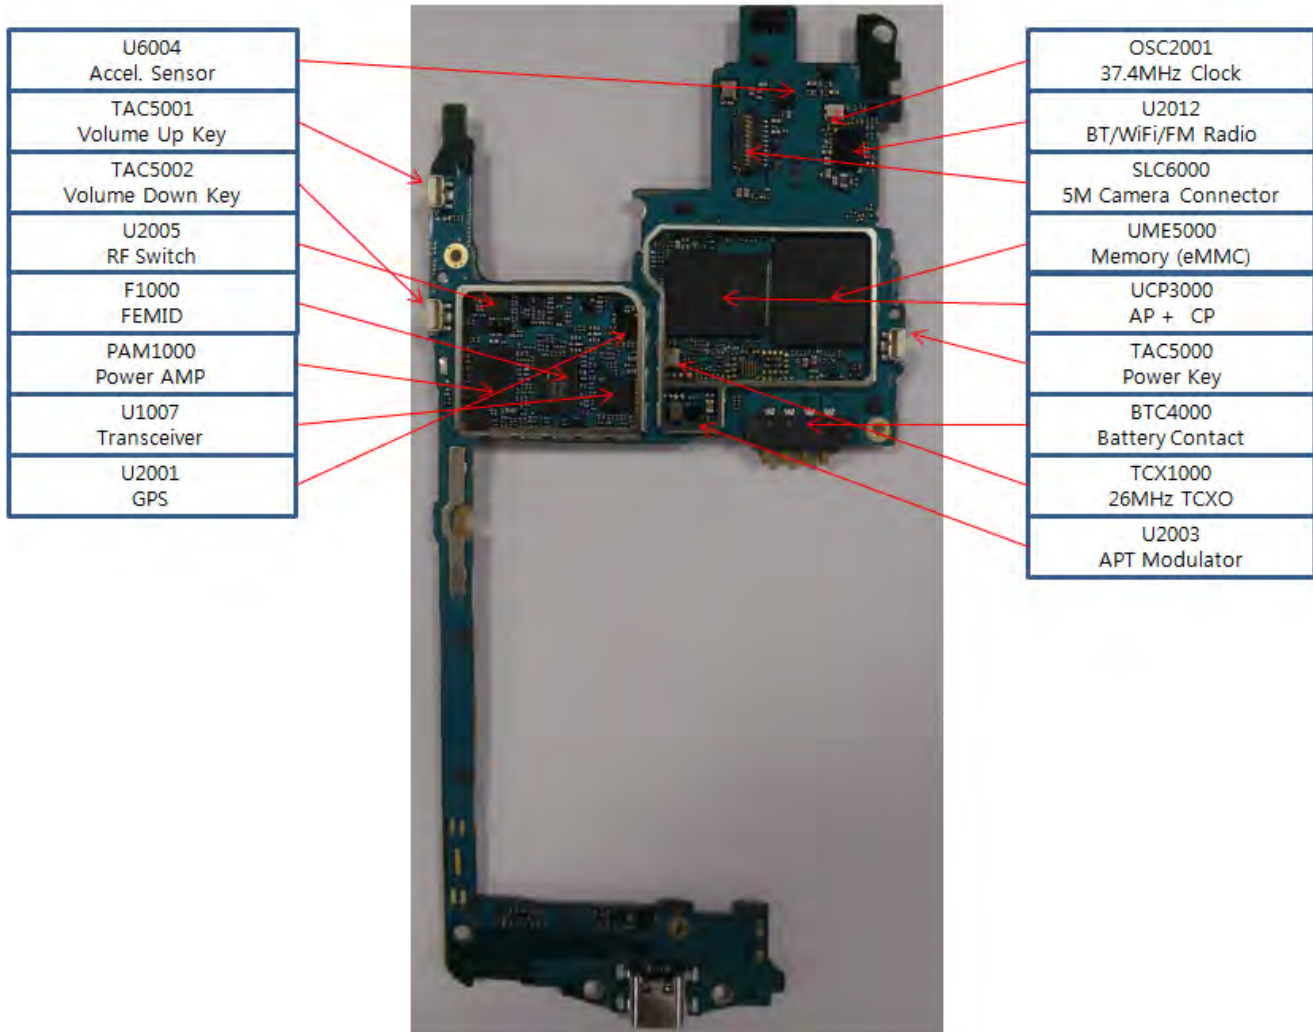 U6004
Accel. Sensor
TAC5001
Volume Up Key
TAC5002
Volume Down Key
U2005
RF Switch
F1000
FEMID
PAM1000
Power AMP
U1007
Transceiver
U2001
GPS
OSC2001
37.4MHz Clock
U2012
BT/WiFi/FM Radio
SLC6000
5M Camera Connector
UME5000
Memory (eMMC)
UCP3000
AP + CP
TAC5000
Power Key
BTC4000
Battery Contact
TCX1000
26MHz TCXO
U2003
APT Modulator